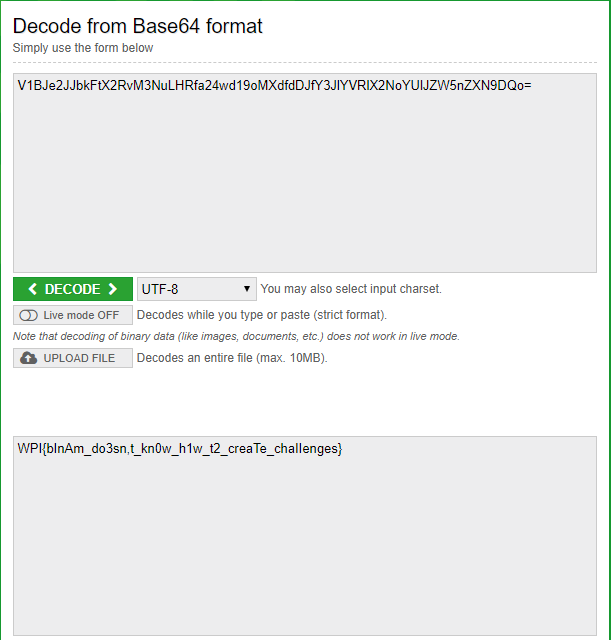 Decode from Base64 format
Simply use the form below
V1BJe2JJbkFtX2RvM3NuLHRfa24wd19oMXdfdDJfY3JlYVRlX2NoYUlJZW5nZXN9DQo=
< DECODE >
UTF-8
You may also select input charset.
Live mode OFF
Decodes while you type or paste (strict format).
Note that decoding of binary data (like images, documents, etc.) does not work in live mode.
UPLOAD FILE
Decodes an entire file (max. 10MB).
WPI{bInAm_do3sn,t_kn0w_h1w_t2_creaTe_chaIIenges}